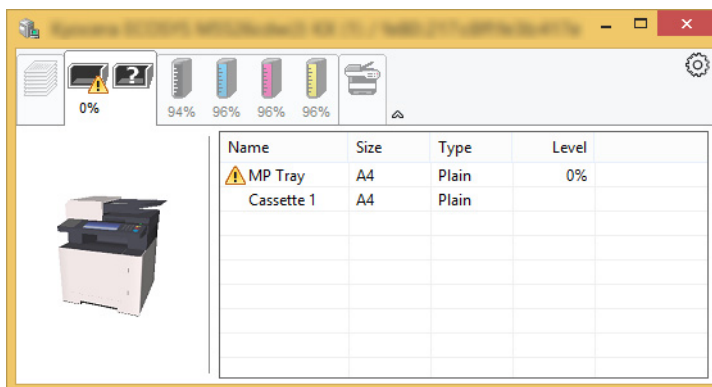 0%
94%
96%
96%
96%
Name Size Type Level
MP Tray A4 Plain 0%
Cassette 1 A4 Plain